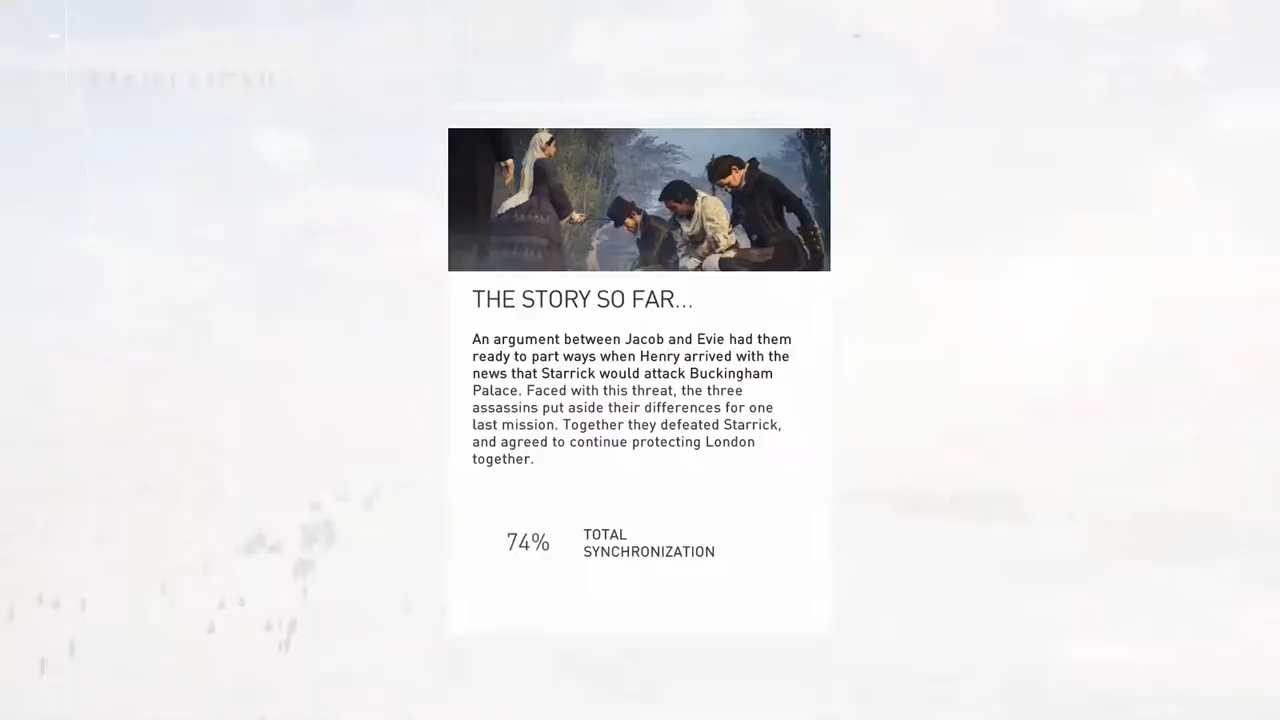 THE STORY SO FAR...
An argument between Jacob and Evie had them
ready to part ways when Henry arrived with the
news that Starrick would attack Buckingham
Palace. Faced with this threat, the three
assassins put aside their differences for one
last mission. Together they defeated Starrick,
and agreed to continue protecting London
together.
74%
TOTAL
SYNCHRONIZATION